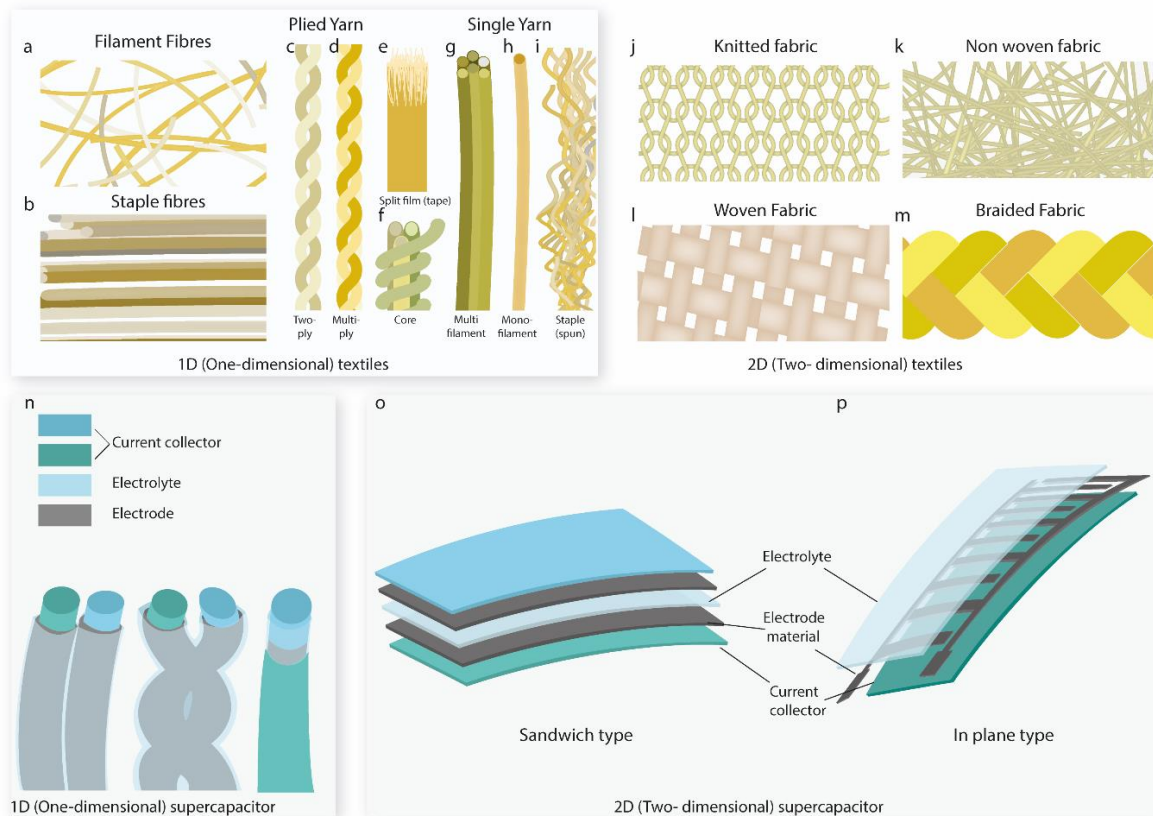 Plied Yarn
Single Yarn
a
Filament Fibres
c
d
e
g
h
i
j
Knitted fabric
k
Non woven fabric
b
Staple fibres
Split film (tape)
f
l
Woven Fabric
m
Braided Fabric
Two-
ply
Multi-
ply
Core
Multi
filament
Mono-
filament
Staple
(spun)
1D (One-dimensional) textiles
2D (Two- dimensional) textiles
n
Current collector
Electrolyte
Electrode
1D (One-dimensional) supercapacitor
o
p
Electrolyte
Electrode
material
Current
collector
Sandwich type
In plane type
2D (Two- dimensional) supercapacitor